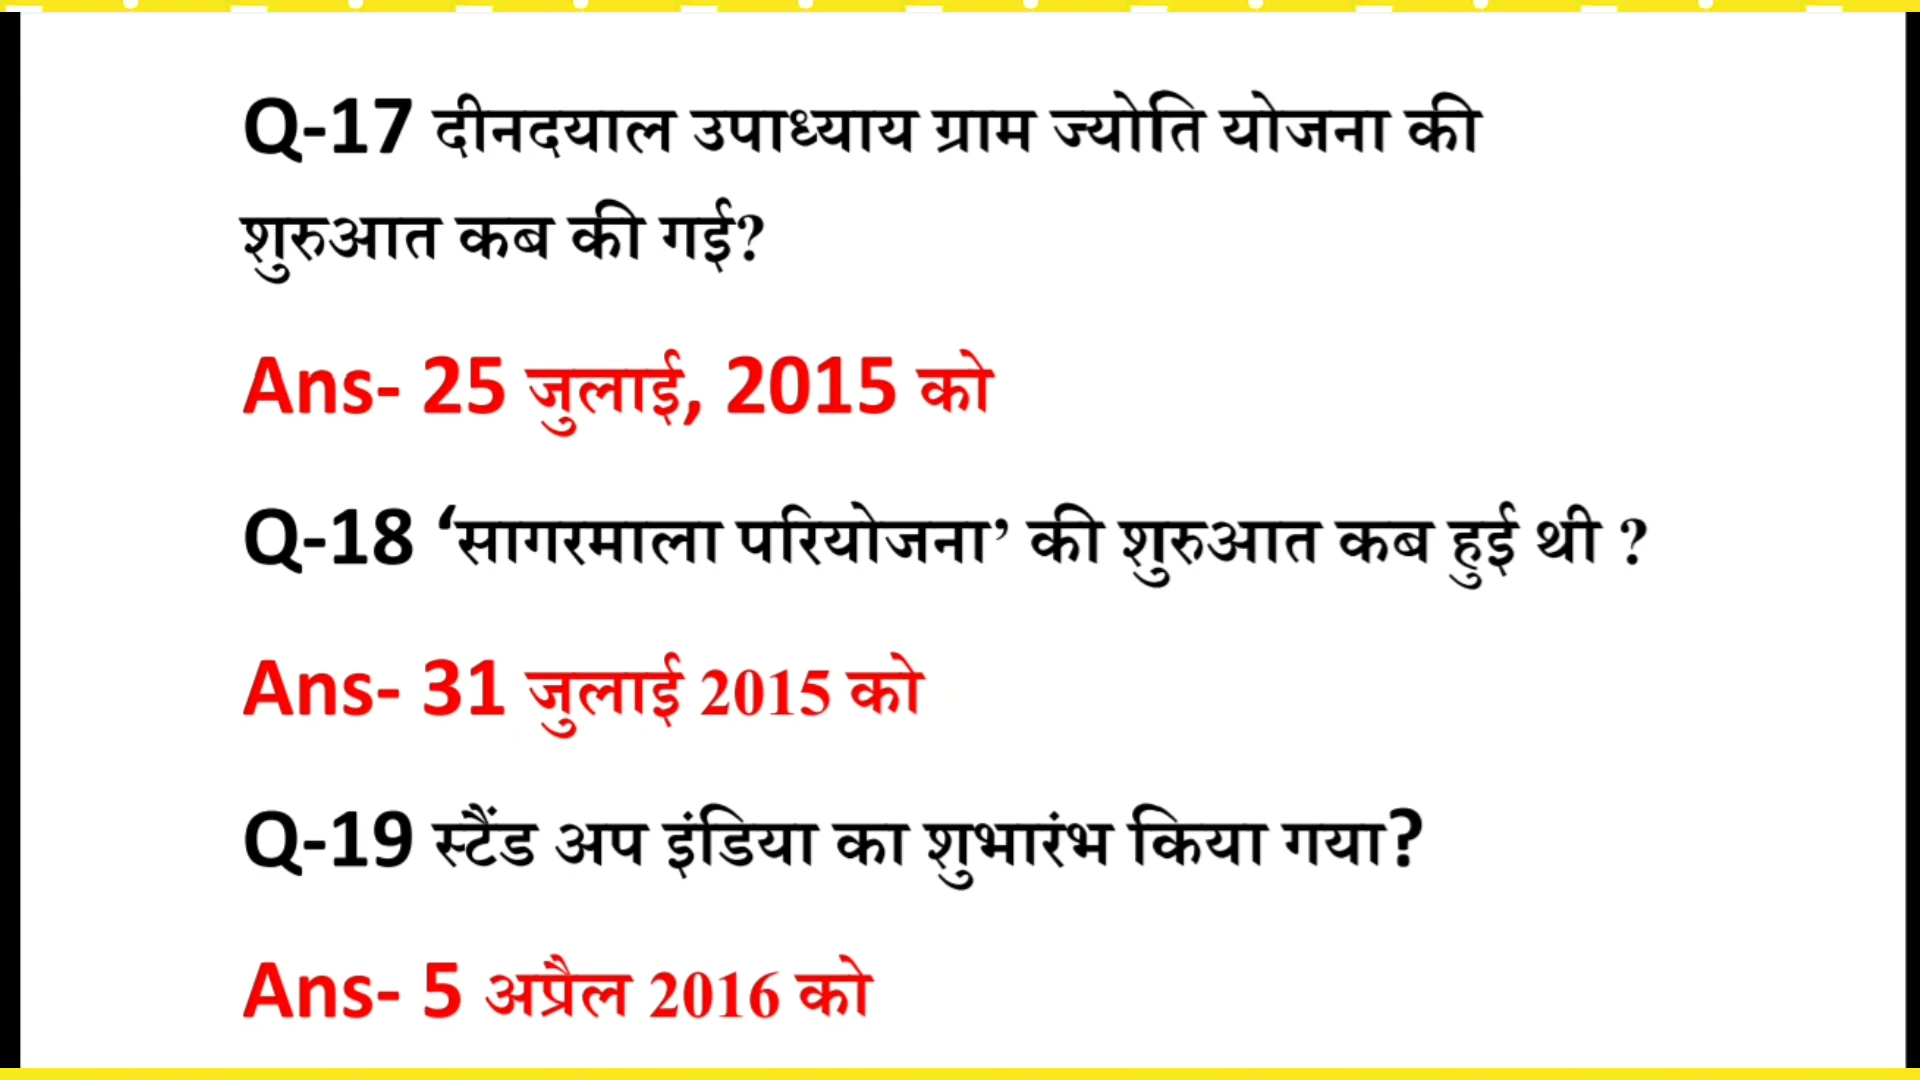 Q-17 दीनदयाल उपाध्याय ग्राम ज्योति योजना की
शुरुआत कब की गई?
Ans- 25 जुलाई, 2015 को
Q-18 ‘सागरमाला परियोजना’ की शुरुआत कब हुई थी ?
Ans- 31 जुलाई 2015 को
Q-19 स्टैंड अप इंडिया का शुभारंभ किया गया?
Ans- 5 अप्रैल 2016 को